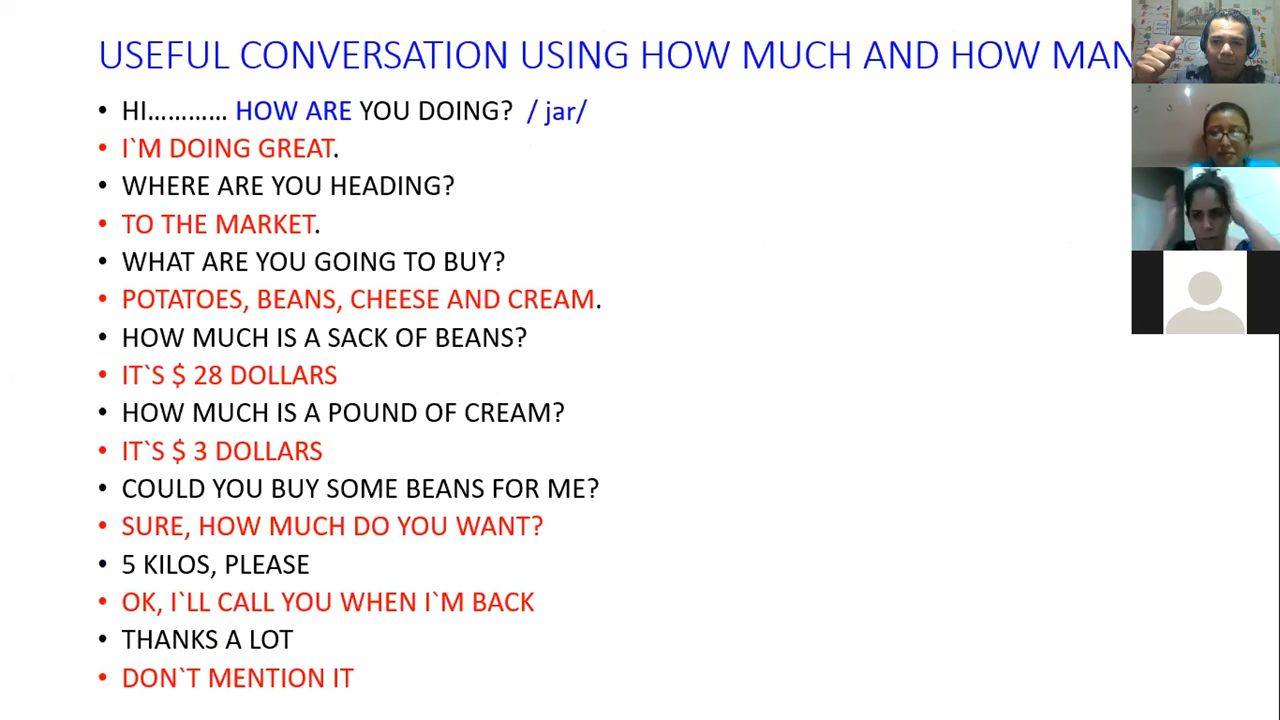 USEFUL CONVERSATION USING HOW MUCH AND HOW MAN
HI………… HOW ARE YOU DOING? / jar/
I`M DOING GREAT.
WHERE ARE YOU HEADING?
TO THE MARKET.
WHAT ARE YOU GOING TO BUY?
POTATOES, BEANS, CHEESE AND CREAM.
HOW MUCH IS A SACK OF BEANS?
IT`S $ 28 DOLLARS
HOW MUCH IS A POUND OF CREAM?
IT`S $ 3 DOLLARS
COULD YOU BUY SOME BEANS FOR ME?
SURE, HOW MUCH DO YOU WANT?
5 KILOS, PLEASE
OK, I`LL CALL YOU WHEN I`M BACK
THANKS A LOT
DON`T MENTION IT